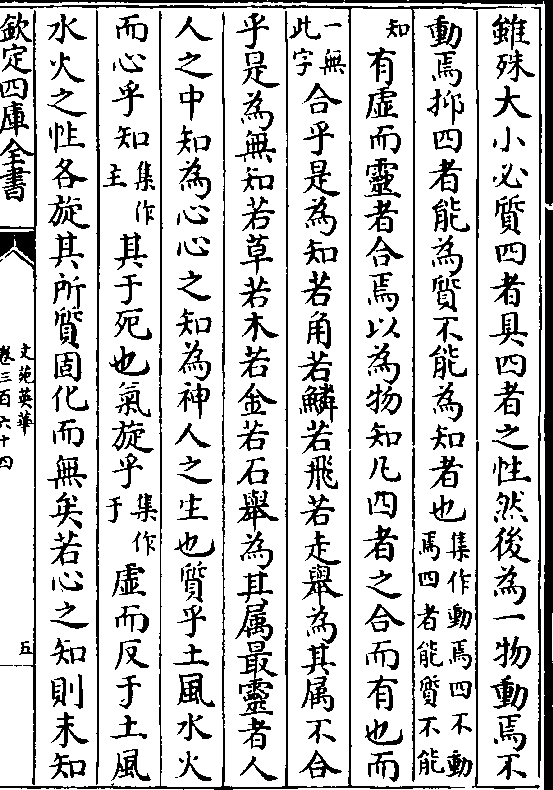 雖殊大小必質四者具四者之性然後為一物動焉不
動焉抑四者能為質不能為知者也集作動焉四不動焉四者能質不能
知有虛而靈者合焉以為物知凡四者之合而有也而
一無此字合乎是為知若角若鱗若飛若走舉為其属不合
乎是為無知若草若木若金若石舉為其属最靈者人
人之中知為心心之知為神人之生也質乎土風水火
而心乎知集作主其于死也氣旋乎集作于虛而反于土風
水火之性各旋其所質固化而無矣若心之知則未知
欽定四庫全書
文苑英華
卷三百六十四
五